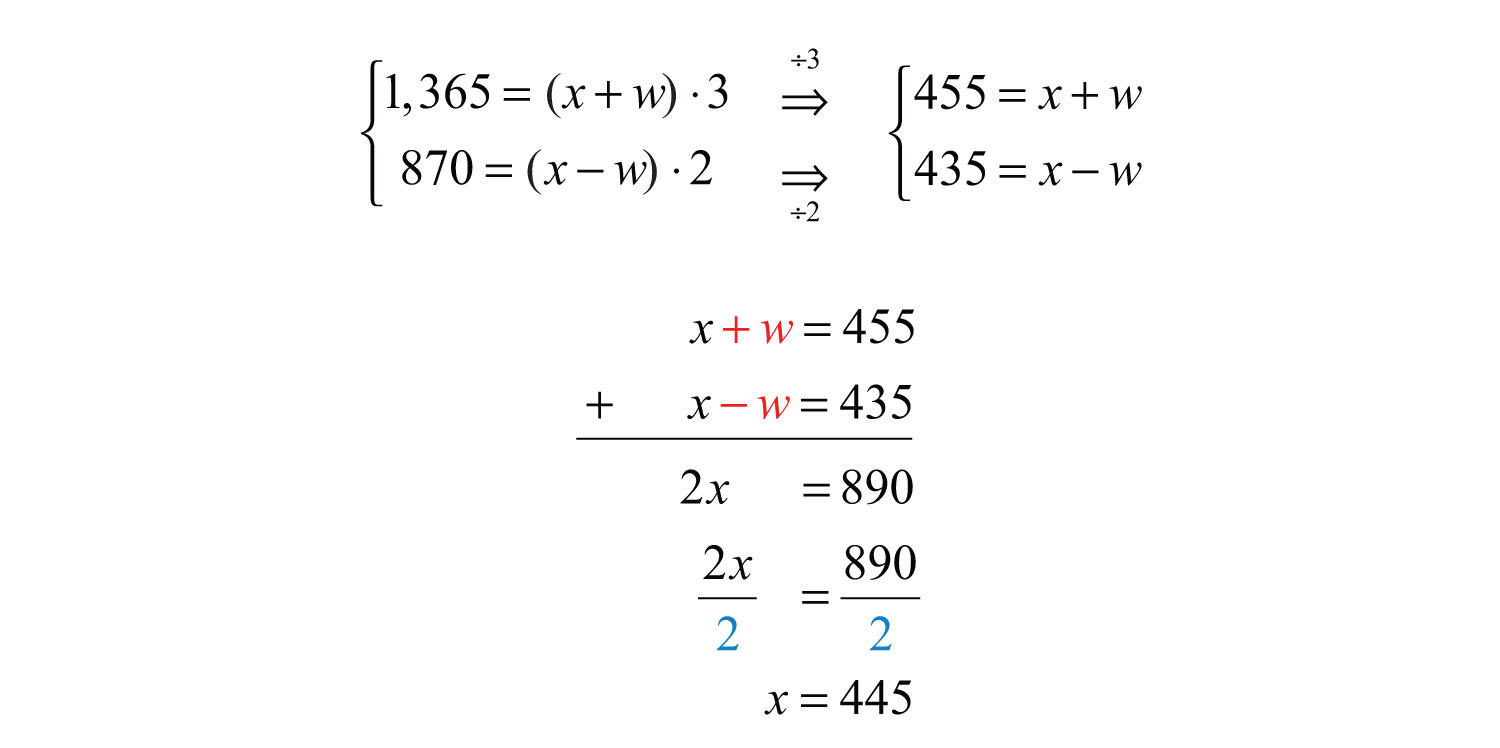 ÷3
1,365 = (x + w) · 3 ⇒ 455 = x + w
870 = (x − w) · 2 ⇒ 435 = x − w
÷2
x + w = 455
+ x − w = 435
2x = 890
2x/2 = 890/2
x = 445